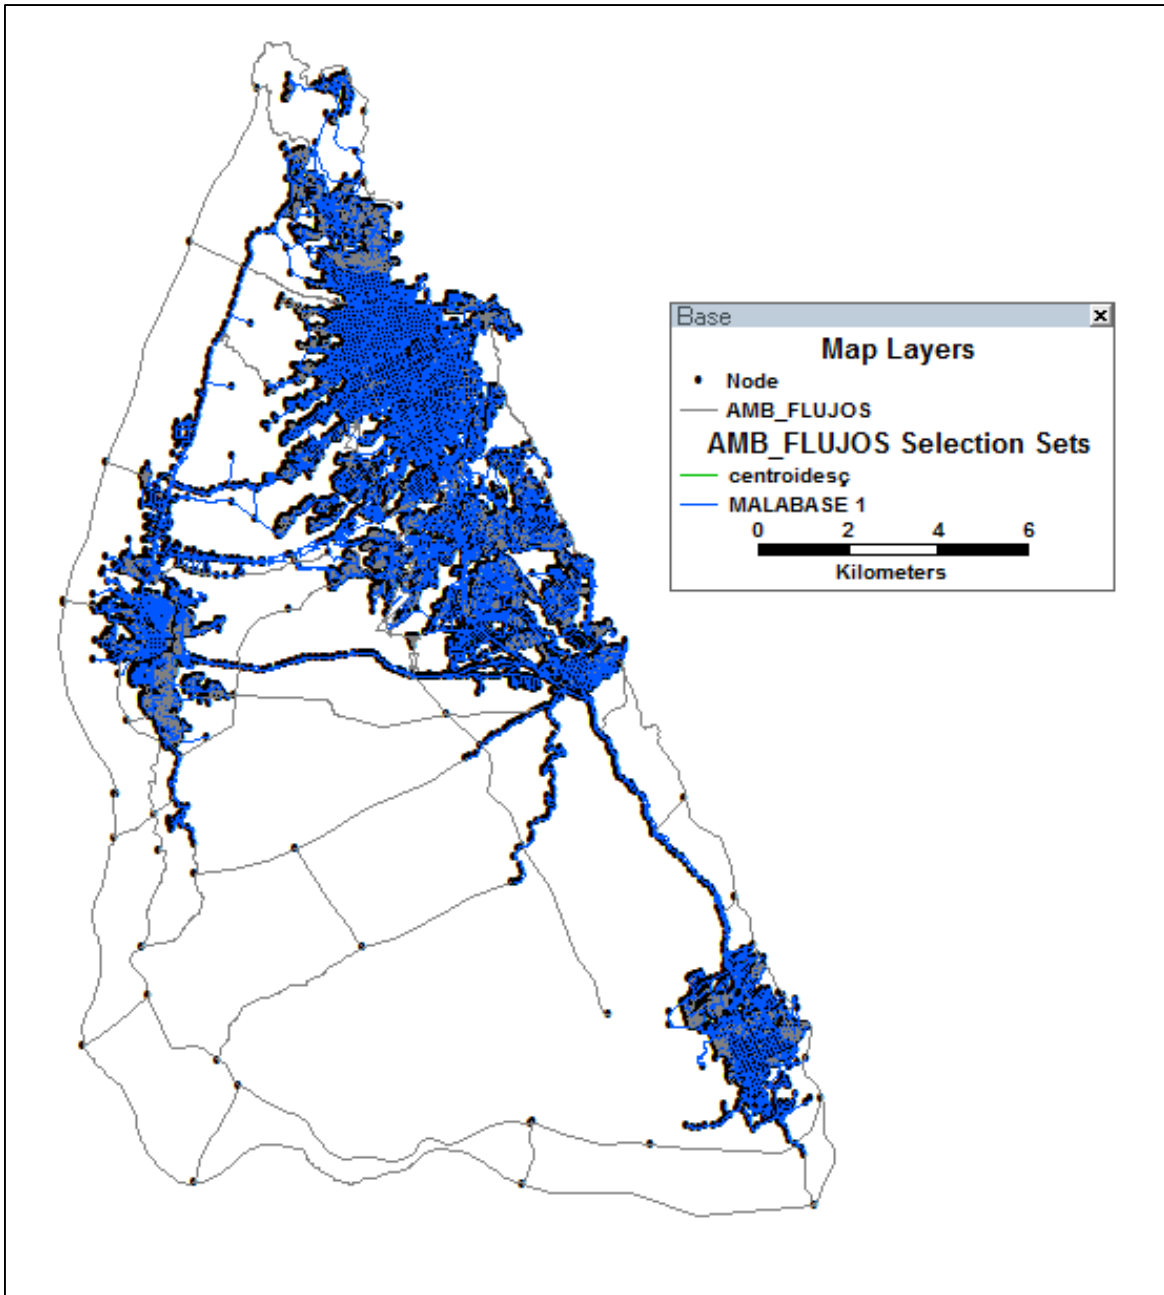 Base
Map Layers
Node
AMB_FLUJOS
AMB_FLUJOS Selection Sets
centroidesç
MALABASE 1
0 2 4 6
Kilometers